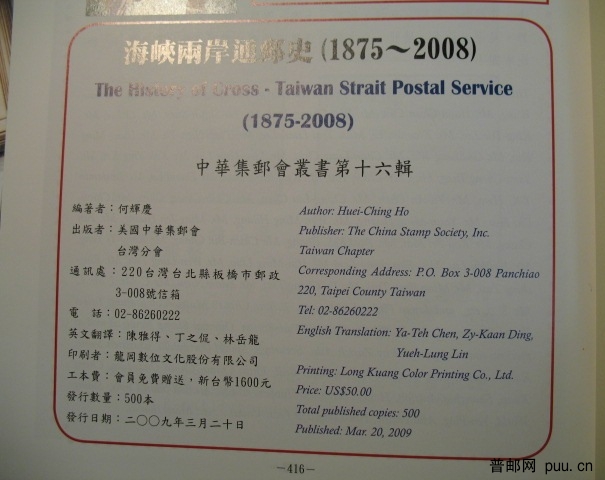 海峽兩岸通郵史 (1875～2008)
The History of Cross - Taiwan Strait Postal Service
(1875-2008)
中華集郵會叢書第十六輯
編著者：何輝慶
出版者：美國中華集郵會
台灣分會
通訊處：220台灣台北縣板橋市郵政
3-008號信箱
電　話：02-86260222
英文翻譯：陳雅得、丁之侃、林岳龍
印刷者：龍岡數位文化股份有限公司
工本費：會員免費贈送，新台幣1600元
發行數量：500本
發行日期：二〇〇九年三月二十日
Author: Huei-Ching Ho
Publisher: The China Stamp Society, Inc.
Taiwan Chapter
Corresponding Address: P.O. Box 3-008 Panchiao
220, Taipei County Taiwan
Tel: 02-86260222
English Translation: Ya-Teh Chen, Zy-Kaan Ding,
Yueh-Lung Lin
Printing: Long Kuang Color Printing Co., Ltd.
Price: US$50.00
Total published copies: 500
Published: Mar. 20, 2009
－416－
普邮网 puu.cn